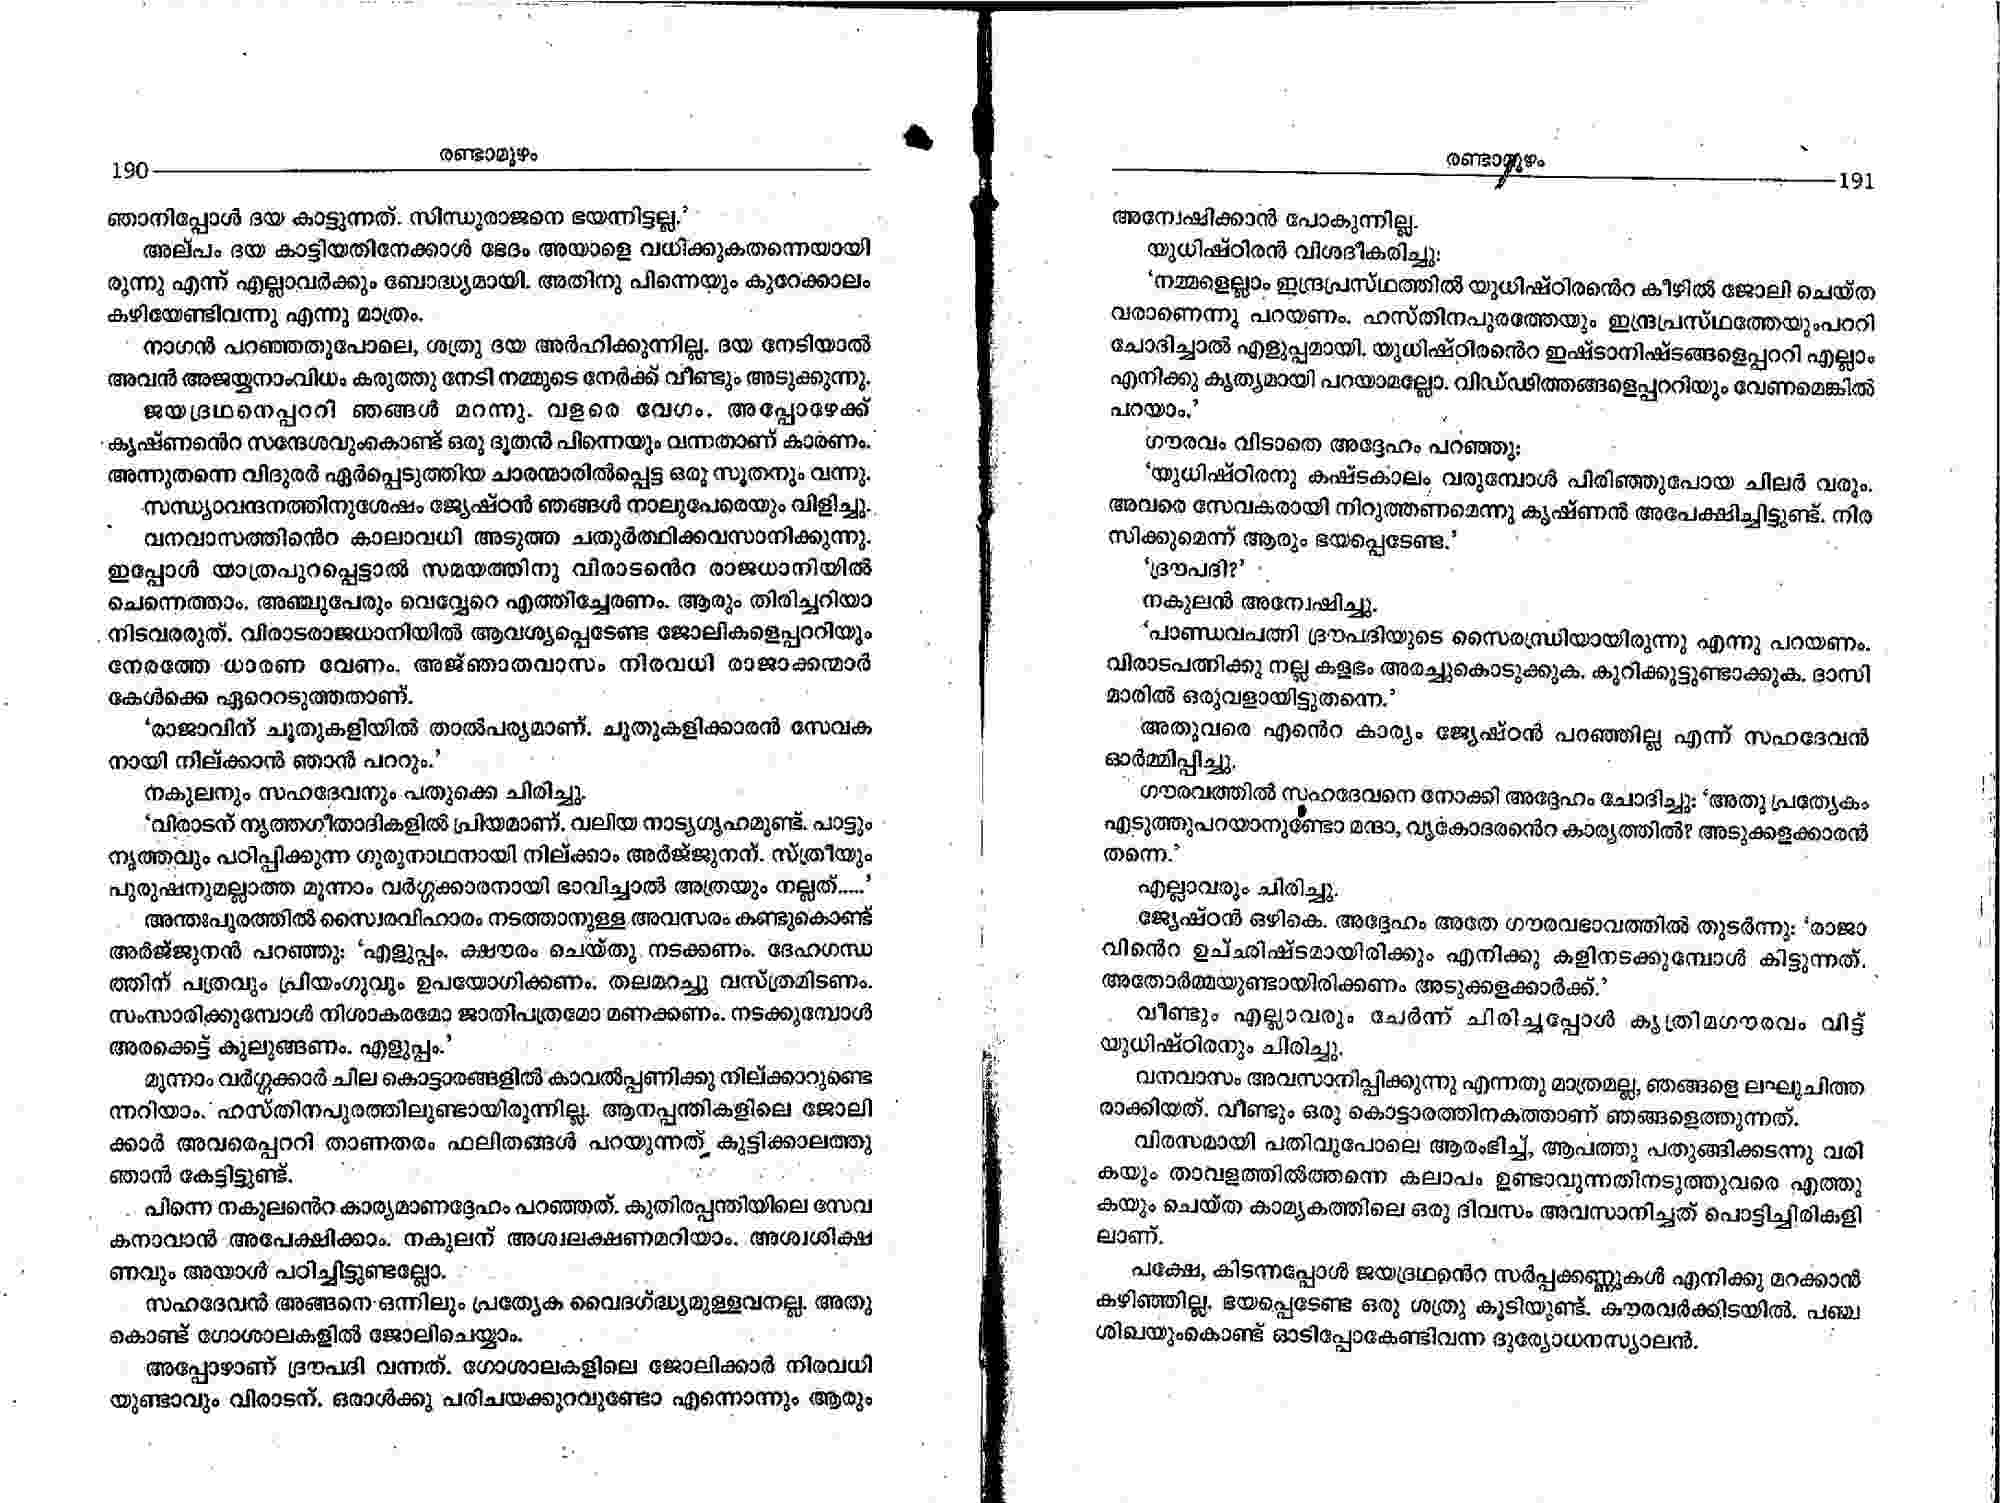 190
രണ്ടാമൂഴം
ഞാനിപ്പോൾ ദയ കാട്ടുന്നത്. സിന്ധുരാജനെ ഭയന്നിട്ടല്ല.’
അല്പം ദയ കാട്ടിയതിനേക്കാൾ ഭേദം അയാളെ വധിക്കുകതന്നെയായി
രുന്നു എന്ന് എല്ലാവർക്കും ബോദ്ധ്യമായി. അതിനു പിന്നെയും കുറേക്കാലം
കഴിയേണ്ടിവന്നു എന്നു മാത്രം.
നാഗൻ പറഞ്ഞതുപോലെ, ശത്രു ദയ അർഹിക്കുന്നില്ല. ദയ നേടിയാൽ
അവൻ അജയ്യനാംവിധം കരുത്തു നേടി നമ്മുടെ നേർക്ക് വീണ്ടും അടുക്കുന്നു.
ജയദ്രഥനെപ്പററി ഞങ്ങൾ മറന്നു. വളരെ വേഗം. അപ്പോഴേക്ക്
കൃഷ്ണൻെറ സന്ദേശവുംകൊണ്ട് ഒരു ദൂതൻ പിന്നെയും വന്നതാണ് കാരണം.
അന്നുതന്നെ വിദുരർ ഏർപ്പെടുത്തിയ ചാരന്മാരിൽപ്പെട്ട ഒരു സൂതനും വന്നു.
സന്ധ്യാവന്ദനത്തിനുശേഷം ജ്യേഷ്ഠൻ ഞങ്ങൾ നാലുപേരെയും വിളിച്ചു.
വനവാസത്തിൻെറ കാലാവധി അടുത്ത ചതുർത്ഥിക്കവസാനിക്കുന്നു.
ഇപ്പോൾ യാത്രപുറപ്പെട്ടാൽ സമയത്തിനു വിരാടൻെറ രാജധാനിയിൽ
ചെന്നെത്താം. അഞ്ചുപേരും വെവ്വേറെ എത്തിച്ചേരണം. ആരും തിരിച്ചറിയാ
നിടവരരുത്. വിരാടരാജധാനിയിൽ ആവശ്യപ്പെടേണ്ട ജോലികളെപ്പററിയും
നേരത്തേ ധാരണ വേണം. അജ്ഞാതവാസം നിരവധി രാജാക്കന്മാർ
കേൾക്കെ ഏറെറടുത്തതാണ്.
‘രാജാവിന് ചൂതുകളിയിൽ താൽപര്യമാണ്. ചൂതുകളിക്കാരൻ സേവക
നായി നില്ക്കാൻ ഞാൻ പററും.’
നകുലനും സഹദേവനും പതുക്കെ ചിരിച്ചു.
‘വിരാടന് നൃത്തഗീതാദികളിൽ പ്രിയമാണ്. വലിയ നാട്യഗൃഹമുണ്ട്. പാട്ടും
നൃത്തവും പഠിപ്പിക്കുന്ന ഗുരുനാഥനായി നില്ക്കാം അർജ്ജുനന്. സ്ത്രീയും
പുരുഷനുമല്ലാത്ത മൂന്നാം വർഗ്ഗക്കാരനായി ഭാവിച്ചാൽ അത്രയും നല്ലത്.....’
അന്തഃപുരത്തിൽ സ്വൈരവിഹാരം നടത്താനുള്ള അവസരം കണ്ടുകൊണ്ട്
അർജ്ജുനൻ പറഞ്ഞു: ‘എളുപ്പം. ക്ഷൗരം ചെയ്തു നടക്കണം. ദേഹഗന്ധ
ത്തിന് പത്രവും പ്രിയംഗുവും ഉപയോഗിക്കണം. തലമറച്ചു വസ്ത്രമിടണം.
സംസാരിക്കുമ്പോൾ നിശാകരമോ ജാതിപത്രമോ മണക്കണം. നടക്കുമ്പോൾ
അരക്കെട്ട് കുലുങ്ങണം. എളുപ്പം.’
മൂന്നാം വർഗ്ഗക്കാർ ചില കൊട്ടാരങ്ങളിൽ കാവൽപ്പണിക്കു നില്ക്കാറുണ്ടെ
ന്നറിയാം. ഹസ്തിനപുരത്തിലുണ്ടായിരുന്നില്ല. ആനപ്പന്തികളിലെ ജോലി
ക്കാർ അവരെപ്പററി താണതരം ഫലിതങ്ങൾ പറയുന്നത് കുട്ടിക്കാലത്തു
ഞാൻ കേട്ടിട്ടുണ്ട്.
പിന്നെ നകുലൻെറ കാര്യമാണദ്ദേഹം പറഞ്ഞത്. കുതിരപ്പന്തിയിലെ സേവ
കനാവാൻ അപേക്ഷിക്കാം. നകുലന് അശ്വലക്ഷണമറിയാം. അശ്വശിക്ഷ
ണവും അയാൾ പഠിച്ചിട്ടുണ്ടല്ലോ.
സഹദേവൻ അങ്ങനെ ഒന്നിലും പ്രത്യേക വൈദഗ്ദ്ധ്യമുള്ളവനല്ല. അതു
കൊണ്ട് ഗോശാലകളിൽ ജോലിചെയ്യാം.
അപ്പോഴാണ് ദ്രൗപദി വന്നത്. ഗോശാലകളിലെ ജോലിക്കാർ നിരവധി
യുണ്ടാവും വിരാടന്. ഒരാൾക്കു പരിചയക്കുറവുണ്ടോ എന്നൊന്നും ആരും
രണ്ടാമൂഴം
191
അന്വേഷിക്കാൻ പോകുന്നില്ല.
യുധിഷ്ഠിരൻ വിശദീകരിച്ചു:
‘നമ്മളെല്ലാം ഇന്ദ്രപ്രസ്ഥത്തിൽ യുധിഷ്ഠിരൻെറ കീഴിൽ ജോലി ചെയ്ത
വരാണെന്നു പറയണം. ഹസ്തിനപുരത്തേയും ഇന്ദ്രപ്രസ്ഥത്തേയുംപററി
ചോദിച്ചാൽ എളുപ്പമായി. യുധിഷ്ഠിരൻെറ ഇഷ്ടാനിഷ്ടങ്ങളെപ്പററി എല്ലാം
എനിക്കു കൃത്യമായി പറയാമല്ലോ. വിഡ്ഢിത്തങ്ങളെപ്പററിയും വേണമെങ്കിൽ
പറയാം.’
ഗൗരവം വിടാതെ അദ്ദേഹം പറഞ്ഞു:
‘യുധിഷ്ഠിരനു കഷ്ടകാലം വരുമ്പോൾ പിരിഞ്ഞുപോയ ചിലർ വരും.
അവരെ സേവകരായി നിറുത്തണമെന്നു കൃഷ്ണൻ അപേക്ഷിച്ചിട്ടുണ്ട്. നിര
സിക്കുമെന്ന് ആരും ഭയപ്പെടേണ്ട.’
‘ദ്രൗപദി?’
നകുലൻ അന്വേഷിച്ചു.
‘പാണ്ഡവപത്നി ദ്രൗപദിയുടെ സൈരന്ധ്രിയായിരുന്നു എന്നു പറയണം.
വിരാടപത്നിക്കു നല്ല കളഭം അരച്ചുകൊടുക്കുക. കുറിക്കൂട്ടുണ്ടാക്കുക. ദാസി
മാരിൽ ഒരുവളായിട്ടുതന്നെ.’
അതുവരെ എൻെറ കാര്യം ജ്യേഷ്ഠൻ പറഞ്ഞില്ല എന്ന് സഹദേവൻ
ഓർമ്മിപ്പിച്ചു.
ഗൗരവത്തിൽ സഹദേവനെ നോക്കി അദ്ദേഹം ചോദിച്ചു: ‘അതു പ്രത്യേകം
എടുത്തുപറയാനുണ്ടോ മന്ദാ, വൃകോദരൻെറ കാര്യത്തിൽ? അടുക്കളക്കാരൻ
തന്നെ.’
എല്ലാവരും ചിരിച്ചു.
ജ്യേഷ്ഠൻ ഒഴികെ. അദ്ദേഹം അതേ ഗൗരവഭാവത്തിൽ തുടർന്നു: ‘രാജാ
വിൻെറ ഉച്ഛിഷ്ടമായിരിക്കും എനിക്കു കളിനടക്കുമ്പോൾ കിട്ടുന്നത്.
അതോർമ്മയുണ്ടായിരിക്കണം അടുക്കളക്കാർക്ക്.’
വീണ്ടും എല്ലാവരും ചേർന്ന് ചിരിച്ചപ്പോൾ കൃത്രിമഗൗരവം വിട്ട്
യുധിഷ്ഠിരനും ചിരിച്ചു.
വനവാസം അവസാനിപ്പിക്കുന്നു എന്നതു മാത്രമല്ല, ഞങ്ങളെ ലഘുചിത്ത
രാക്കിയത്. വീണ്ടും ഒരു കൊട്ടാരത്തിനകത്താണ് ഞങ്ങളെത്തുന്നത്.
വിരസമായി പതിവുപോലെ ആരംഭിച്ച്, ആപത്തു പതുങ്ങിക്കടന്നു വരി
കയും താവളത്തിൽത്തന്നെ കലാപം ഉണ്ടാവുന്നതിനടുത്തുവരെ എത്തു
കയും ചെയ്ത കാമ്യകത്തിലെ ഒരു ദിവസം അവസാനിച്ചത് പൊട്ടിച്ചിരികളി
ലാണ്.
പക്ഷേ, കിടന്നപ്പോൾ ജയദ്രഥൻെറ സർപ്പക്കണ്ണുകൾ എനിക്കു മറക്കാൻ
കഴിഞ്ഞില്ല. ഭയപ്പെടേണ്ട ഒരു ശത്രു കൂടിയുണ്ട്. കൗരവർക്കിടയിൽ. പഞ്ച
ശിഖയുംകൊണ്ട് ഓടിപ്പോകേണ്ടിവന്ന ദുര്യോധനസ്യാലൻ.